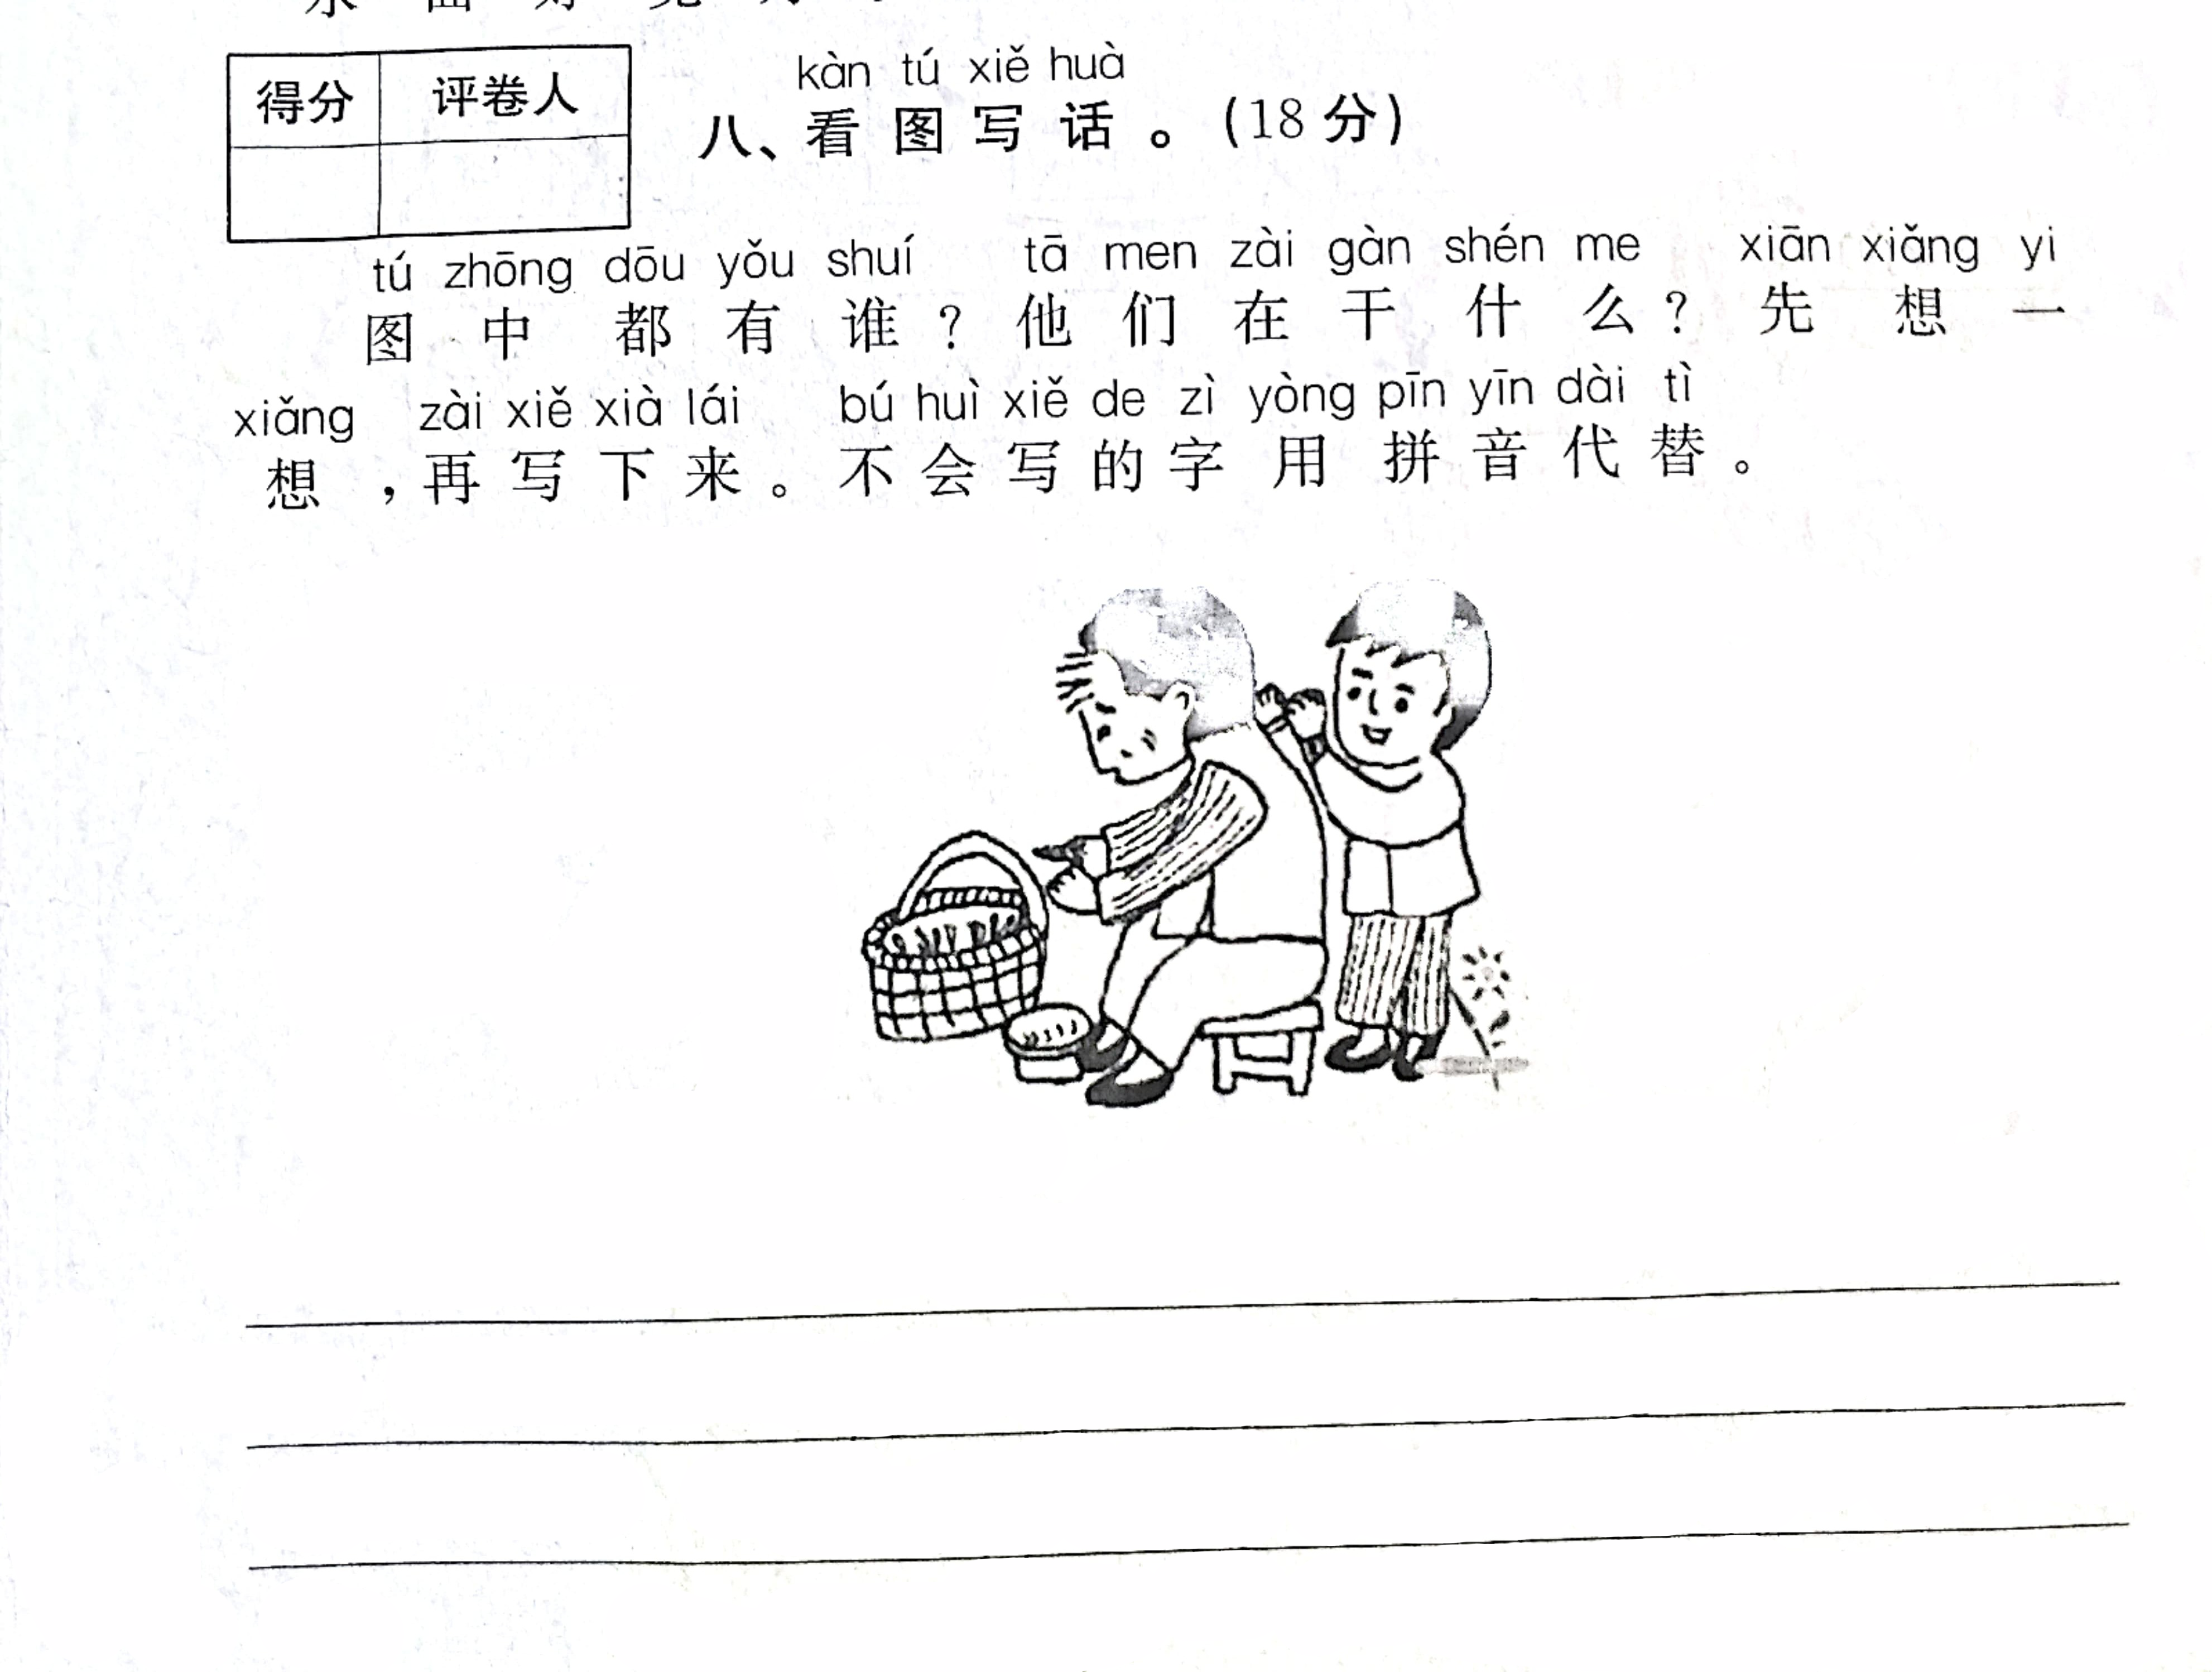 得分 评卷人
kàn tú xiě huà
八、看图写话。(18分)
tú zhōng dōu yǒu shuí tā men zài gàn shén me xiān xiǎng yi
图中都有谁?他们在干什么?先想一
xiǎng zài xiě xià lái bú huì xiě de zì yòng pīn yīn dài tì
想,再写下来。不会写的字用拼音代替。